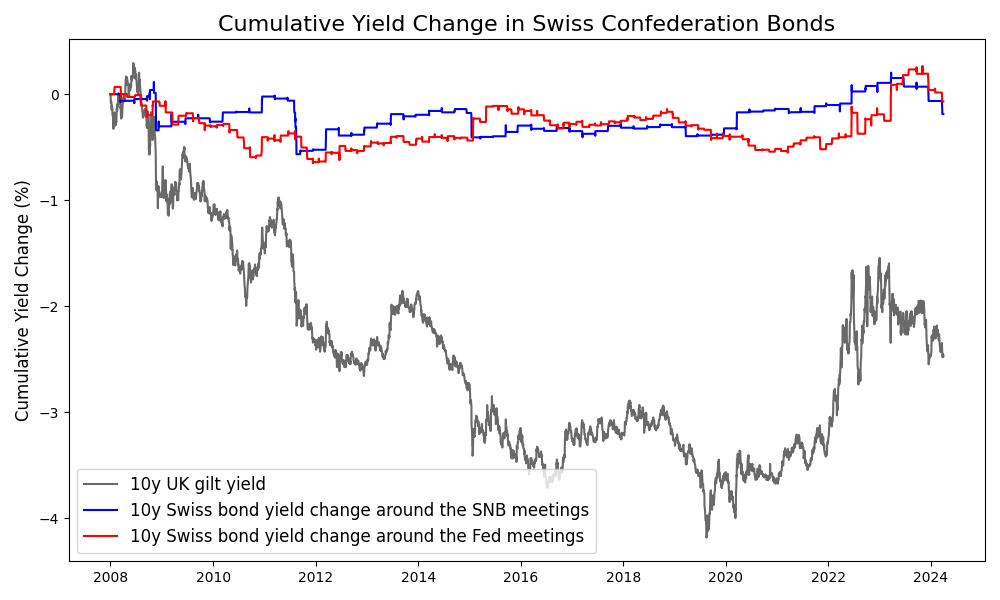 Cumulative Yield Change in Swiss Confederation Bonds
Cumulative Yield Change (%)
0
−1
−2
−3
−4
10y UK gilt yield
10y Swiss bond yield change around the SNB meetings
10y Swiss bond yield change around the Fed meetings
2008 2010 2012 2014 2016 2018 2020 2022 2024